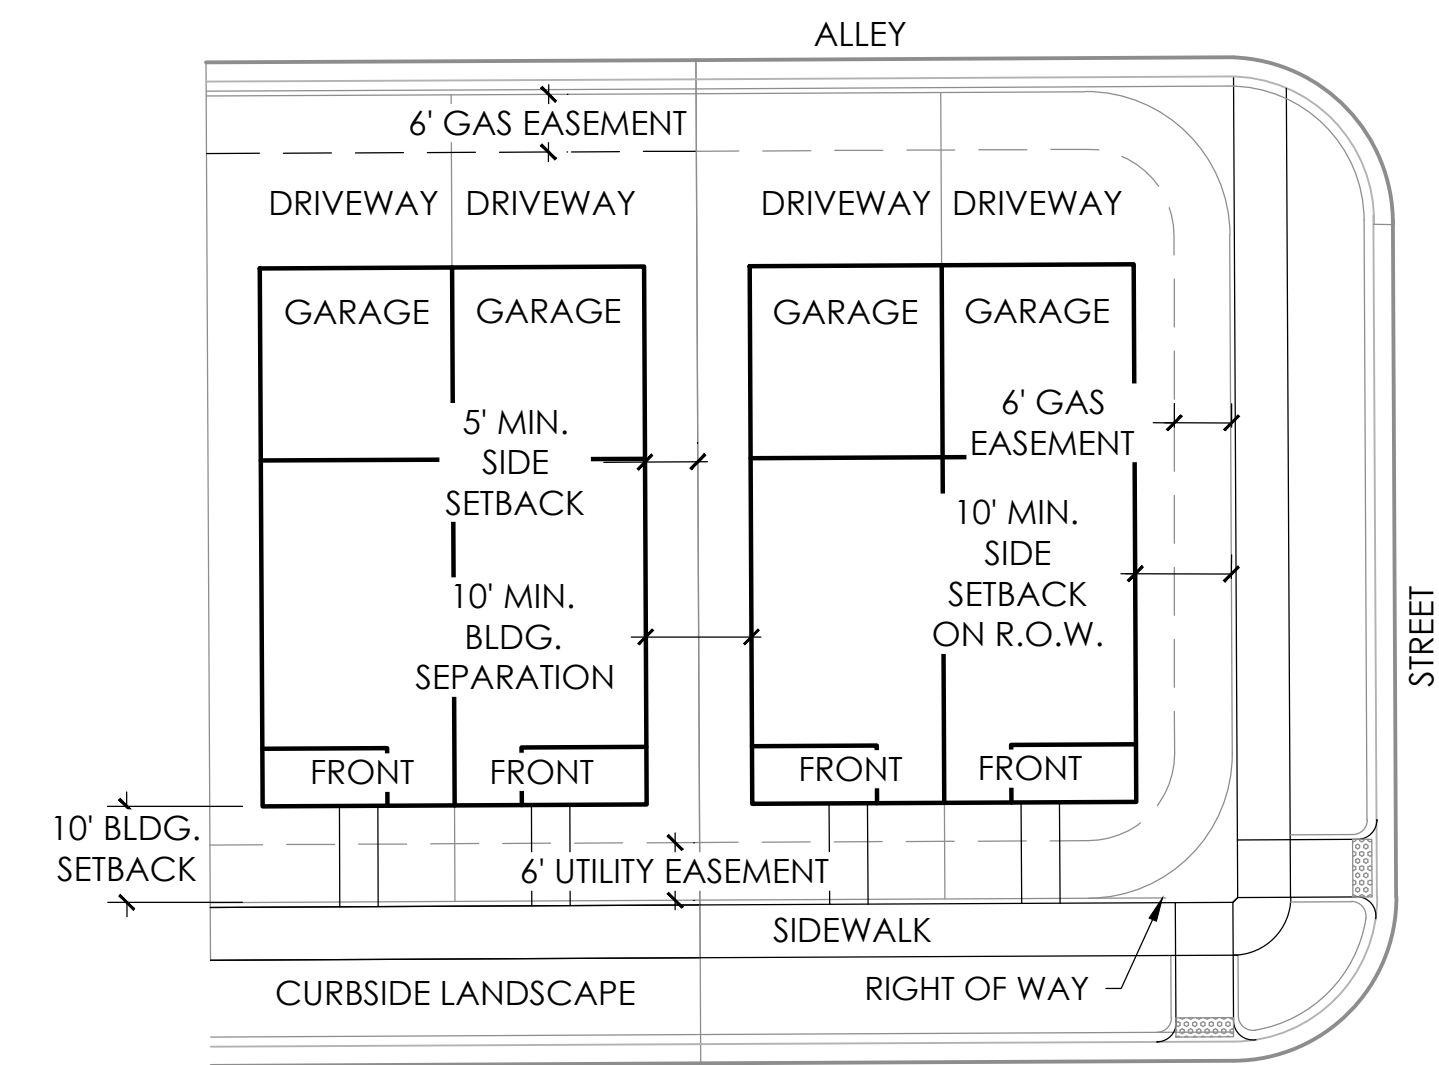 ALLEY
6' GAS EASEMENT
DRIVEWAY
DRIVEWAY
DRIVEWAY
DRIVEWAY
GARAGE
GARAGE
GARAGE
GARAGE
5' MIN.
SIDE
SETBACK
6' GAS
EASEMENT
10' MIN.
SIDE
SETBACK
ON R.O.W.
10' MIN.
BLDG.
SEPARATION
STREET
FRONT
FRONT
FRONT
FRONT
10' BLDG.
SETBACK
6' UTILITY EASEMENT
SIDEWALK
RIGHT OF WAY
CURBSIDE LANDSCAPE